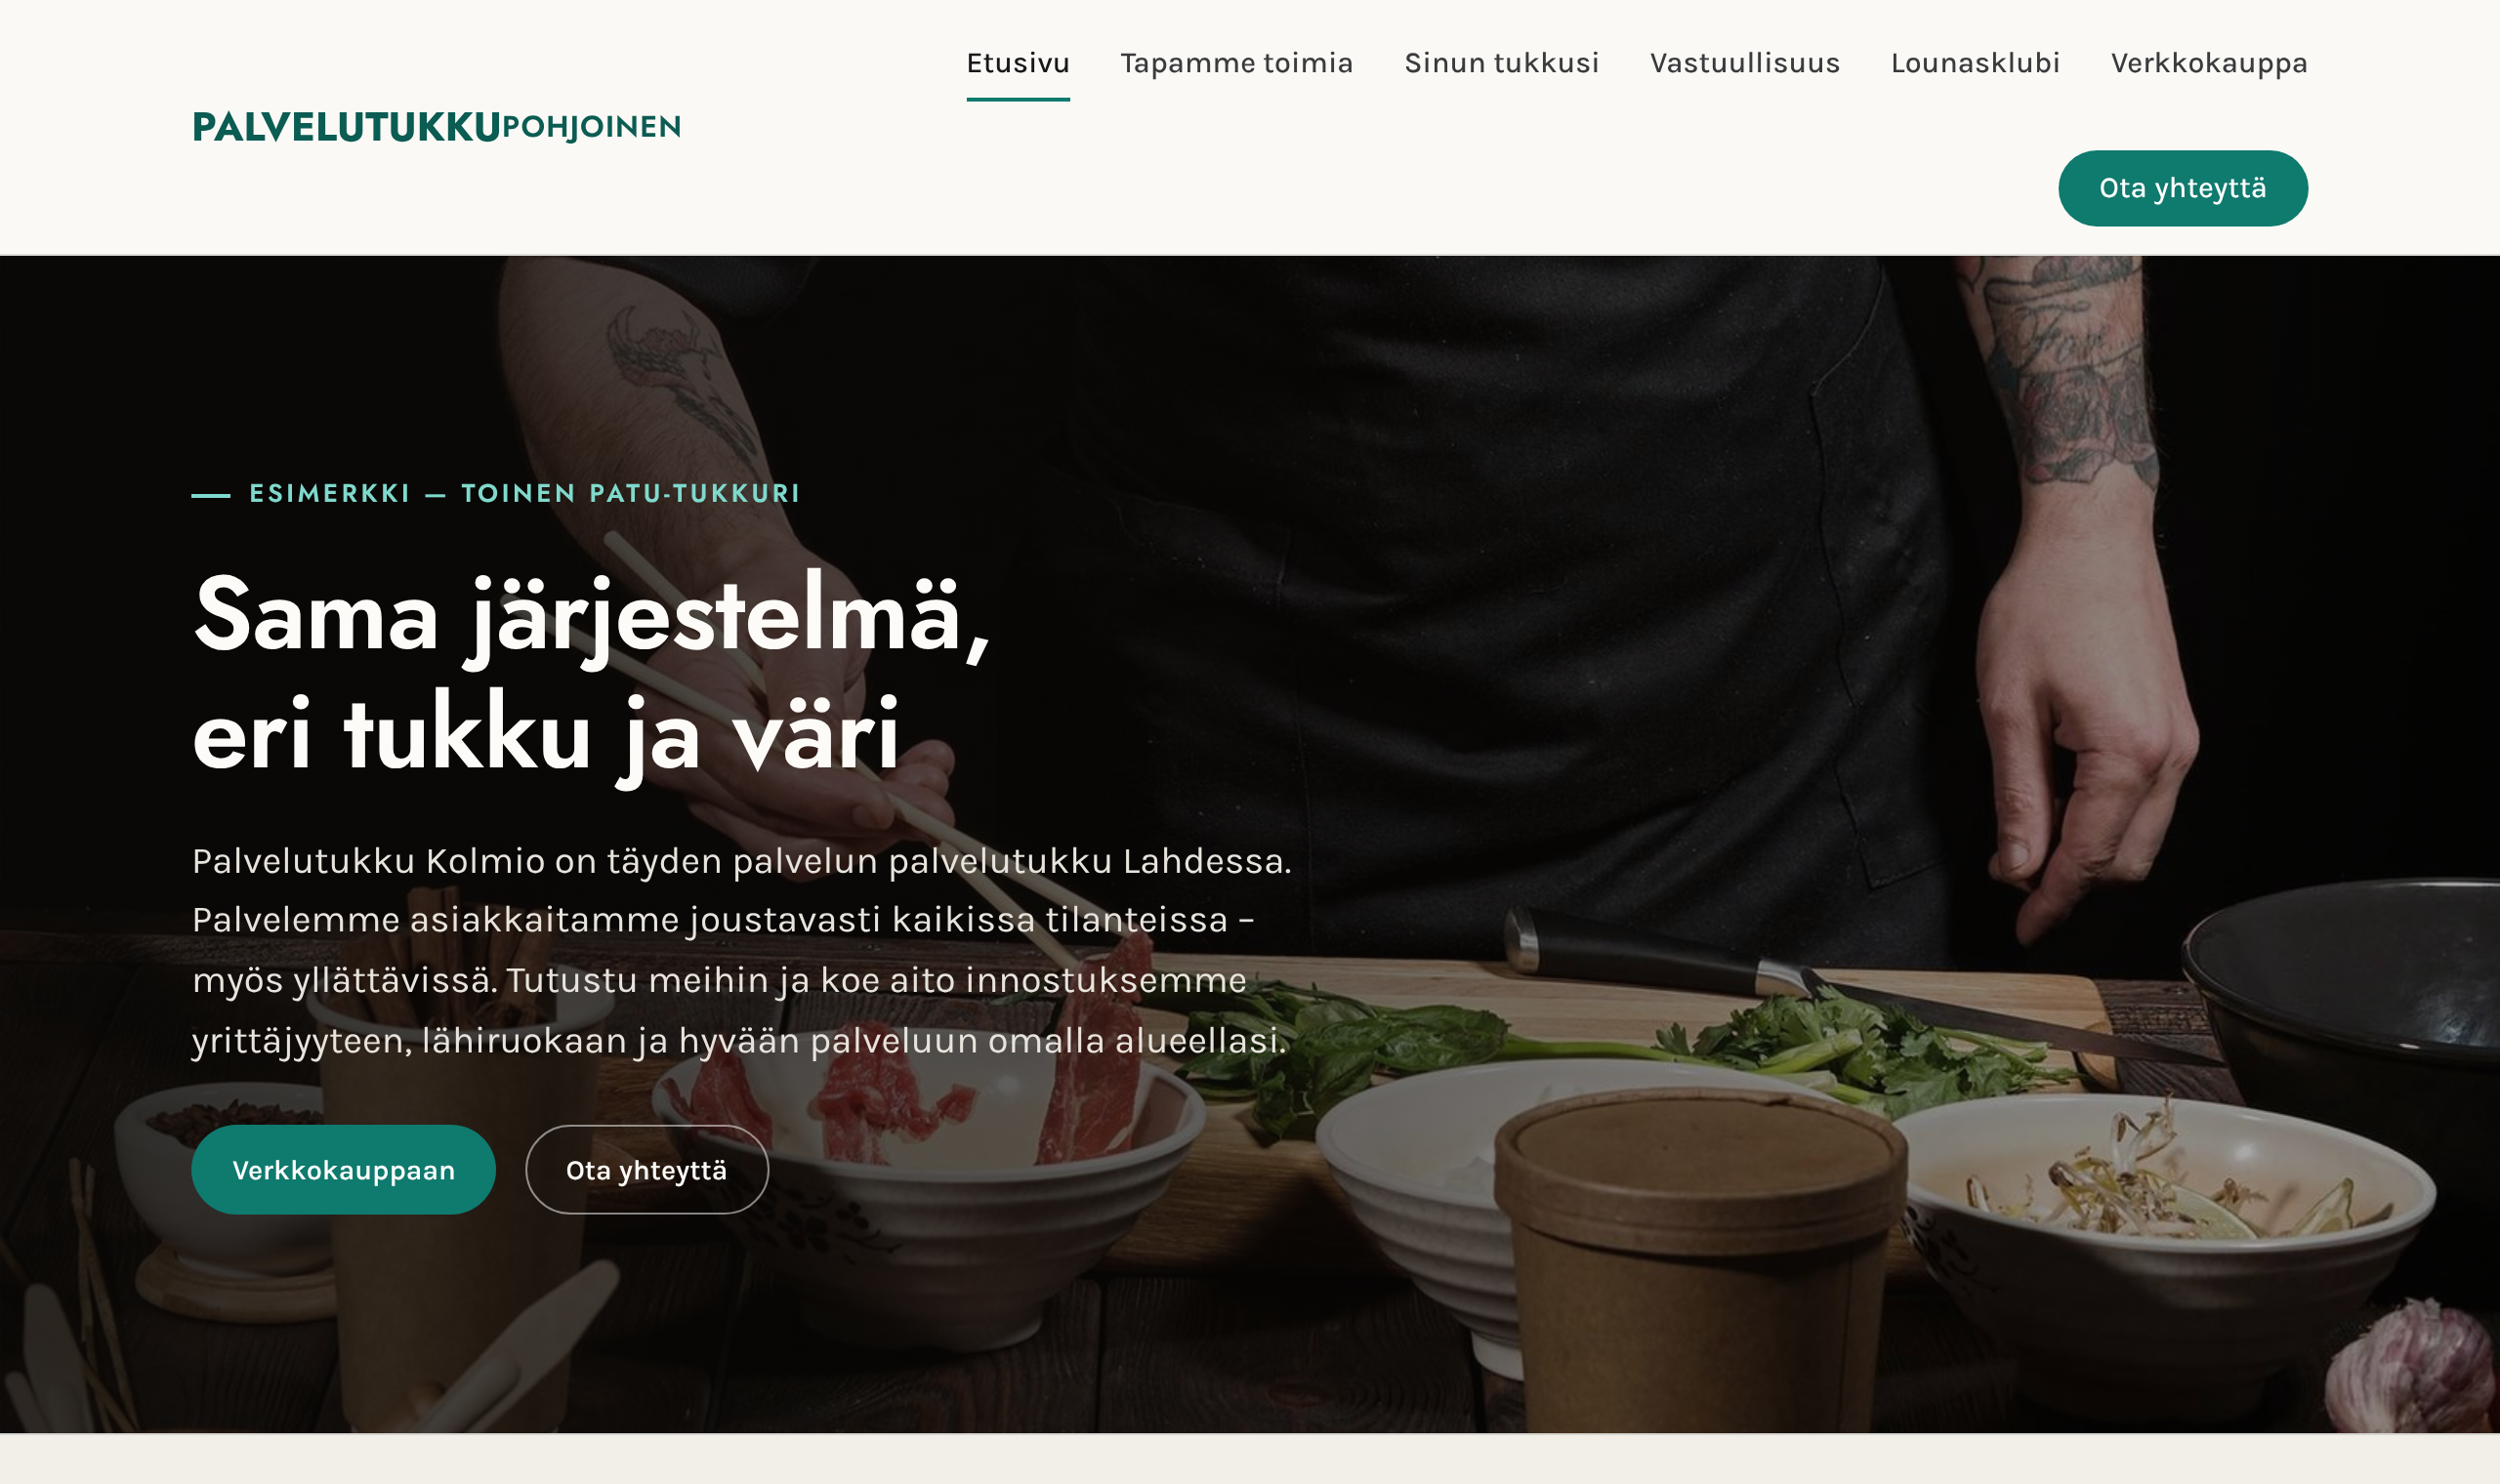 PALVELUTUKKUPOHJOINEN
Etusivu Tapamme toimia Sinun tukkusi Vastuullisuus Lounasklubi Verkkokauppa
Ota yhteyttä
ESIMERKKI — TOINEN PATU-TUKKURI
Sama järjestelmä,
eri tukku ja väri
Palvelutukku Kolmio on täyden palvelun palvelutukku Lahdessa.
Palvelemme asiakkaitamme joustavasti kaikissa tilanteissa –
myös yllättävissä. Tutustu meihin ja koe aito innostuksemme
yrittäjyyteen, lähiruokaan ja hyvään palveluun omalla alueellasi.
Verkkokauppaan Ota yhteyttä